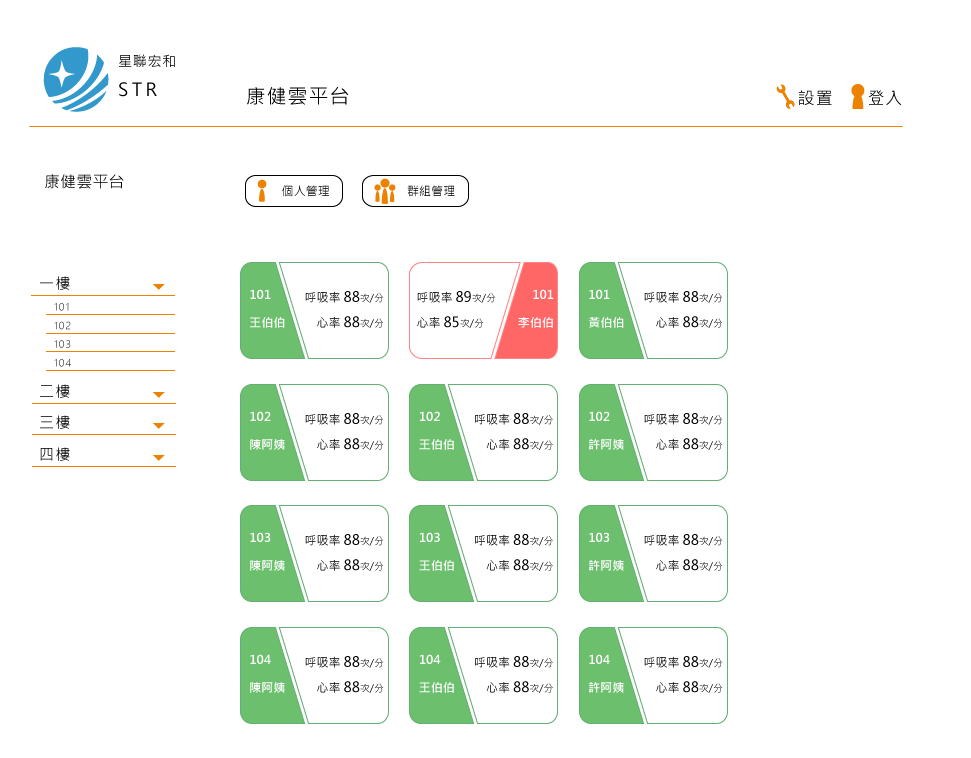 星聯宏和
STR
康健雲平台
設置
登入
康健雲平台
個人管理
群組管理
一樓
101
102
103
104
二樓
三樓
四樓
101
王伯伯
呼吸率 88次/分
心率 88次/分
呼吸率 89次/分
心率 85次/分
101
李伯伯
101
黃伯伯
呼吸率 88次/分
心率 88次/分
102
陳阿姨
呼吸率 88次/分
心率 88次/分
102
王伯伯
呼吸率 88次/分
心率 88次/分
102
許阿姨
呼吸率 88次/分
心率 88次/分
103
陳阿姨
呼吸率 88次/分
心率 88次/分
103
王伯伯
呼吸率 88次/分
心率 88次/分
103
許阿姨
呼吸率 88次/分
心率 88次/分
104
陳阿姨
呼吸率 88次/分
心率 88次/分
104
王伯伯
呼吸率 88次/分
心率 88次/分
104
許阿姨
呼吸率 88次/分
心率 88次/分